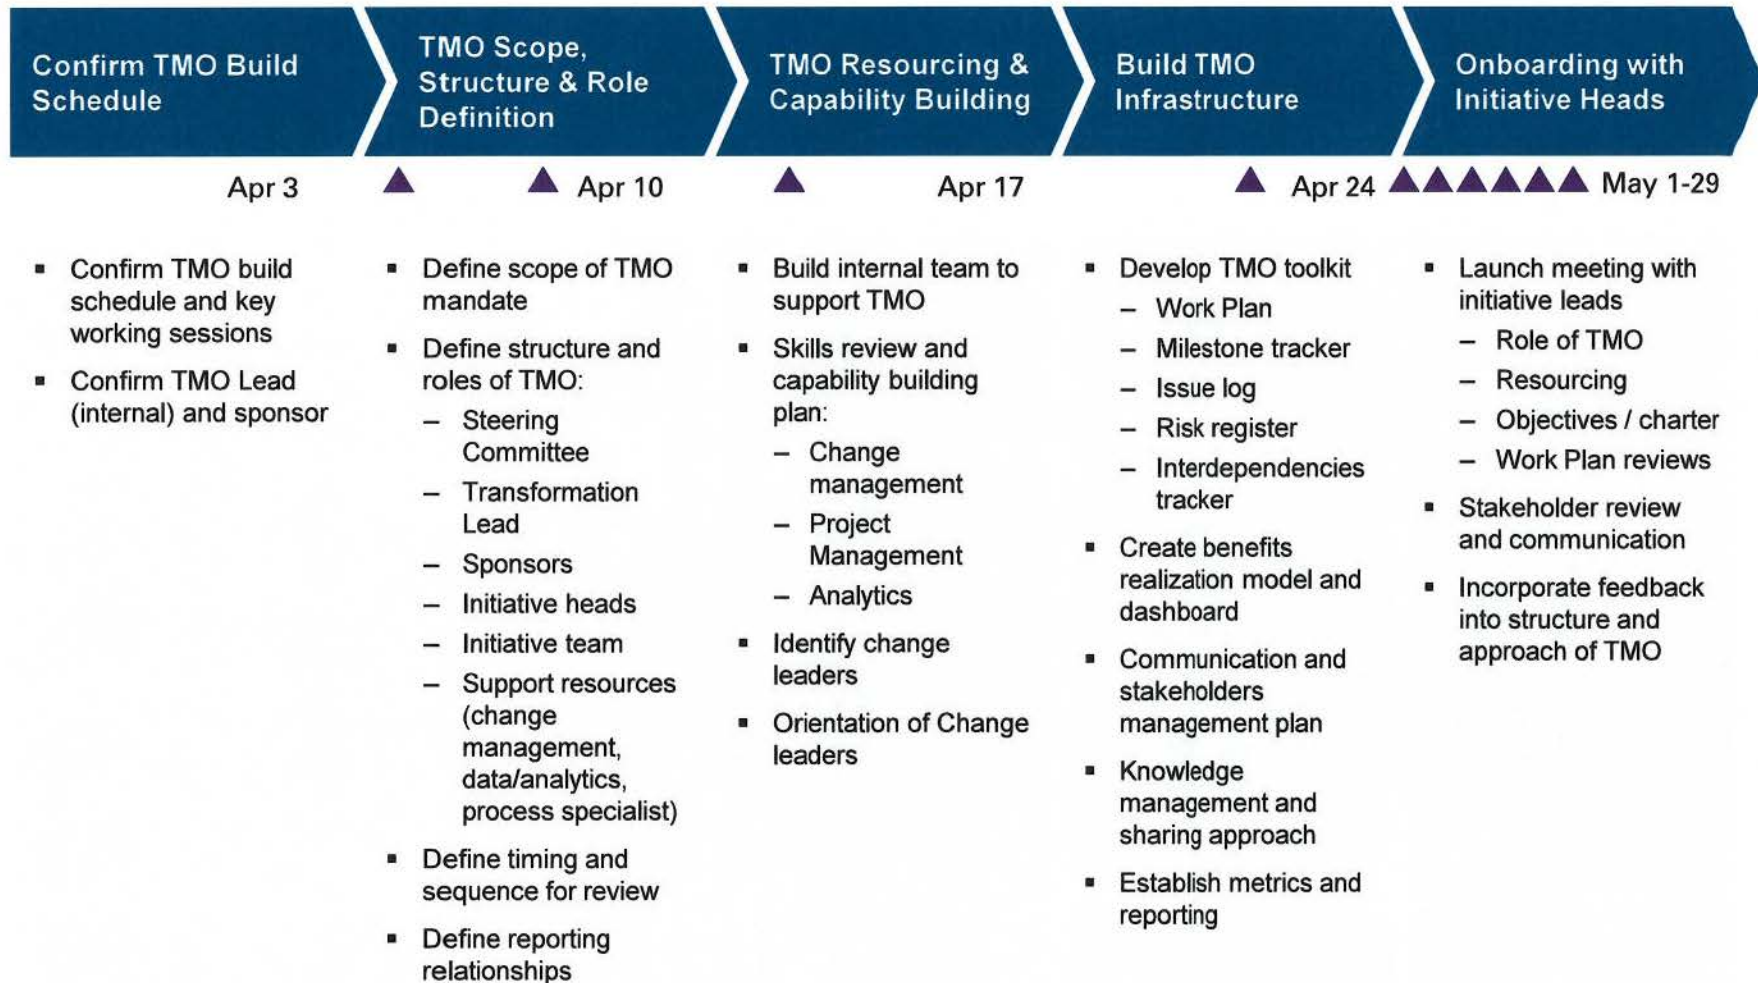 Confirm TMO Build
Schedule
TMO Scope,
Structure & Role
Definition
TMO Resourcing &
Capability Building
Build TMO
Infrastructure
Onboarding with
Initiative Heads
Apr 3
Apr 10
Apr 17
Apr 24
May 1-29
▪ Confirm TMO build
schedule and key
working sessions
▪ Confirm TMO Lead
(internal) and sponsor
▪ Define scope of TMO
mandate
▪ Define structure and
roles of TMO:
– Steering
Committee
– Transformation
Lead
– Sponsors
– Initiative heads
– Initiative team
– Support resources
(change
management,
data/analytics,
process specialist)
▪ Define timing and
sequence for review
▪ Define reporting
relationships
▪ Build internal team to
support TMO
▪ Skills review and
capability building
plan:
– Change
management
– Project
Management
– Analytics
▪ Identify change
leaders
▪ Orientation of Change
leaders
▪ Develop TMO toolkit
– Work Plan
– Milestone tracker
– Issue log
– Risk register
– Interdependencies
tracker
▪ Create benefits
realization model and
dashboard
▪ Communication and
stakeholders
management plan
▪ Knowledge
management and
sharing approach
▪ Establish metrics and
reporting
▪ Launch meeting with
initiative leads
– Role of TMO
– Resourcing
– Objectives / charter
– Work Plan reviews
▪ Stakeholder review
and communication
▪ Incorporate feedback
into structure and
approach of TMO